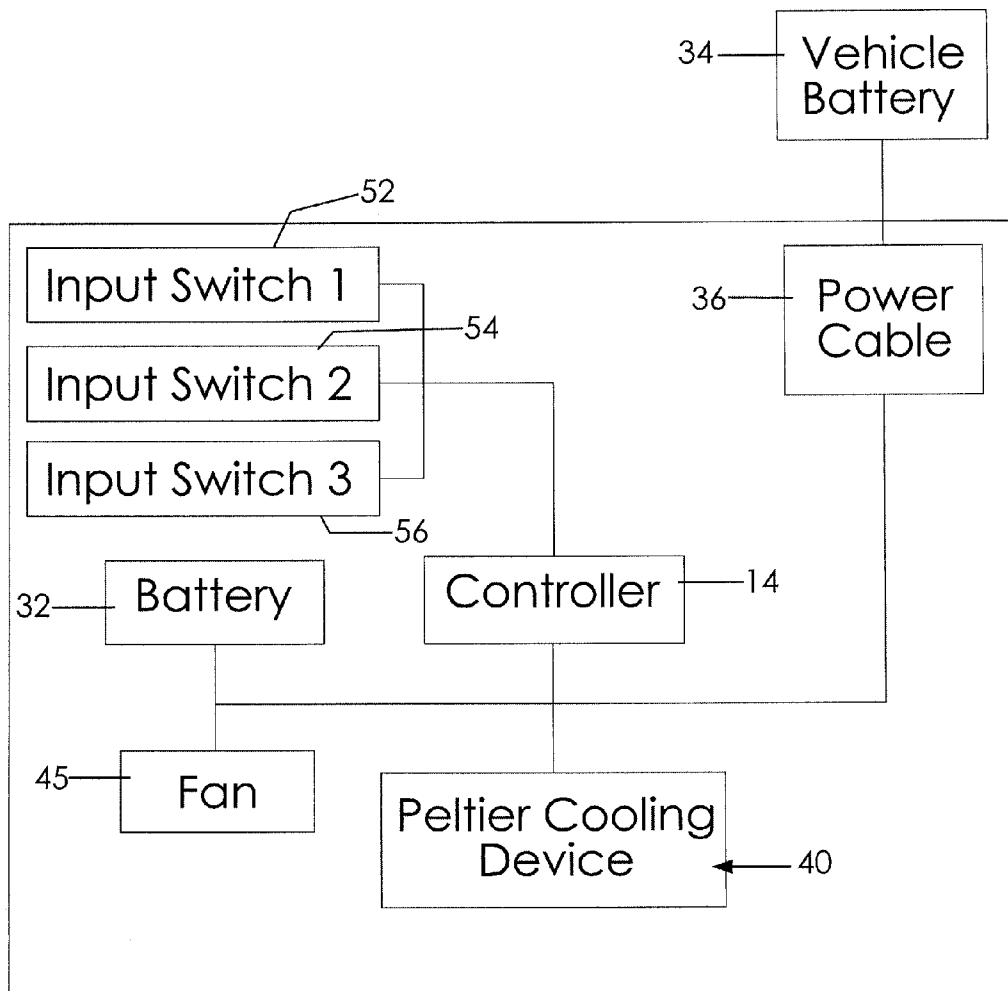 34
Vehicle
Battery
52
Input Switch 1
36
Power
Cable
54
Input Switch 2
Input Switch 3
56
32
Battery
Controller
14
45
Fan
Peltier Cooling
Device
40